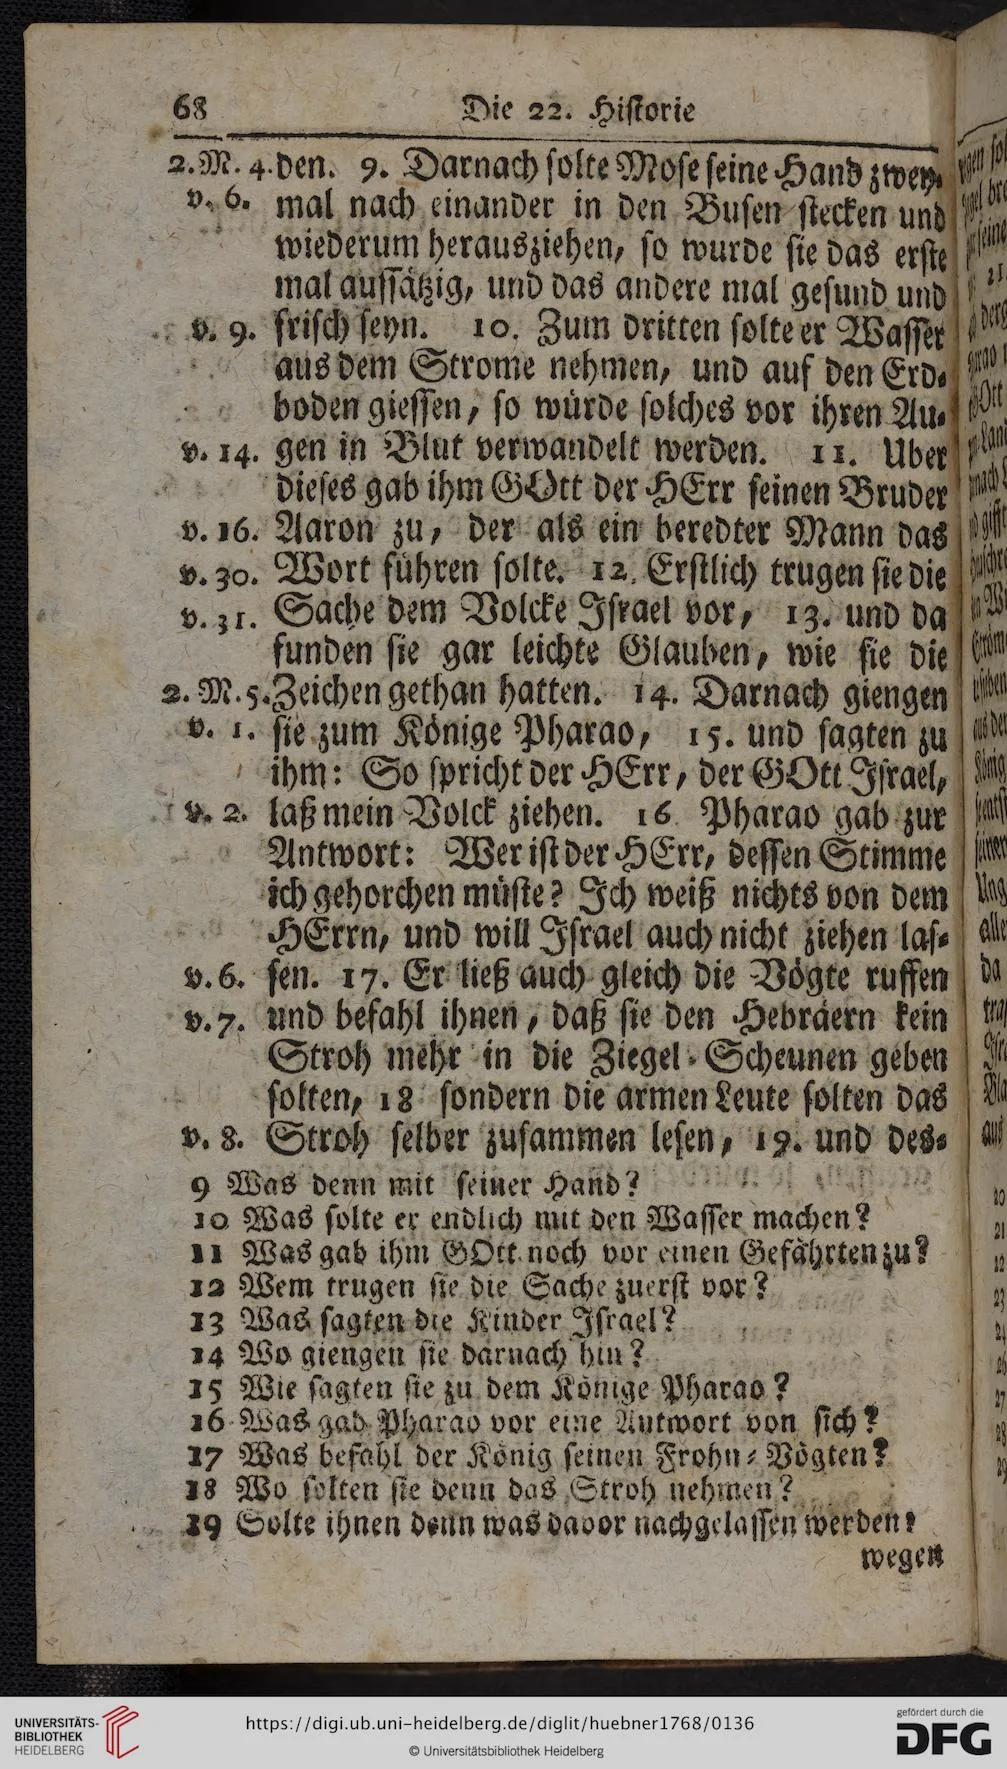 68 Die 22. Historie
2.M. 4. den. 9. Darnach solte Mose seine Hand zwey-
v. 6. mal nach einander in den Busen stecken und
wiederum herausziehen, so wurde sie das erste
mal aussätzig, und das andere mal gesund und
v. 9. frisch seyn. 10. Zum dritten solte er Wasser
aus dem Strome nehmen, und auf den Erd-
boden giessen, so würde solches vor ihren Au-
v. 14. gen in Blut verwandelt werden. 11. Uber
dieses gab ihm GOtt der HErr seinen Bruder
v. 16. Aaron zu, der als ein beredter Mann das
v. 30. Wort führen solte. 12. Erstlich trugen sie die
v. 31. Sache dem Volcke Israel vor, 13. und da
funden sie gar leichte Glauben, wie sie die
2. M. 5. Zeichen gethan hatten. 14. Darnach giengen
v. 1. sie zum Könige Pharao, 15. und sagten zu
ihm: So spricht der HErr, der GOtt Israel,
v. 2. laß mein Volck ziehen. 16 Pharao gab zur
Antwort: Wer ist der HErr, dessen Stimme
ich gehorchen müste? Ich weiß nichts von dem
HErrn, und will Israel auch nicht ziehen las-
v. 6. sen. 17. Er ließ auch gleich die Vögte ruffen
v. 7. und befahl ihnen, daß sie den Hebräern kein
Stroh mehr in die Ziegel-Scheunen geben
solten, 18 sondern die armen Leute solten das
v. 8. Stroh selber zusammen lesen, 19. und des-
9 Was denn mit seiner Hand?
10 Was solte er endlich mit den Wasser machen?
11 Was gab ihm GOtt noch vor einen Gefährten zu?
12 Wem trugen sie die Sache zuerst vor?
13 Was sagten die Kinder Israel?
14 Wo giengen sie darnach hin?
15 Wie sagten sie zu dem Könige Pharao?
16 Was gab Pharao vor eine Antwort von sich?
17 Was befahl der König seinen Frohn-Vögten?
18 Wo solten sie denn das Stroh nehmen?
19 Solte ihnen denn was davor nachgelassen werden?
wegen
UNIVERSITÄTS-
BIBLIOTHEK
HEIDELBERG
https://digi.ub.uni-heidelberg.de/diglit/huebner1768/0136
© Universitätsbibliothek Heidelberg
gefördert durch die
DFG